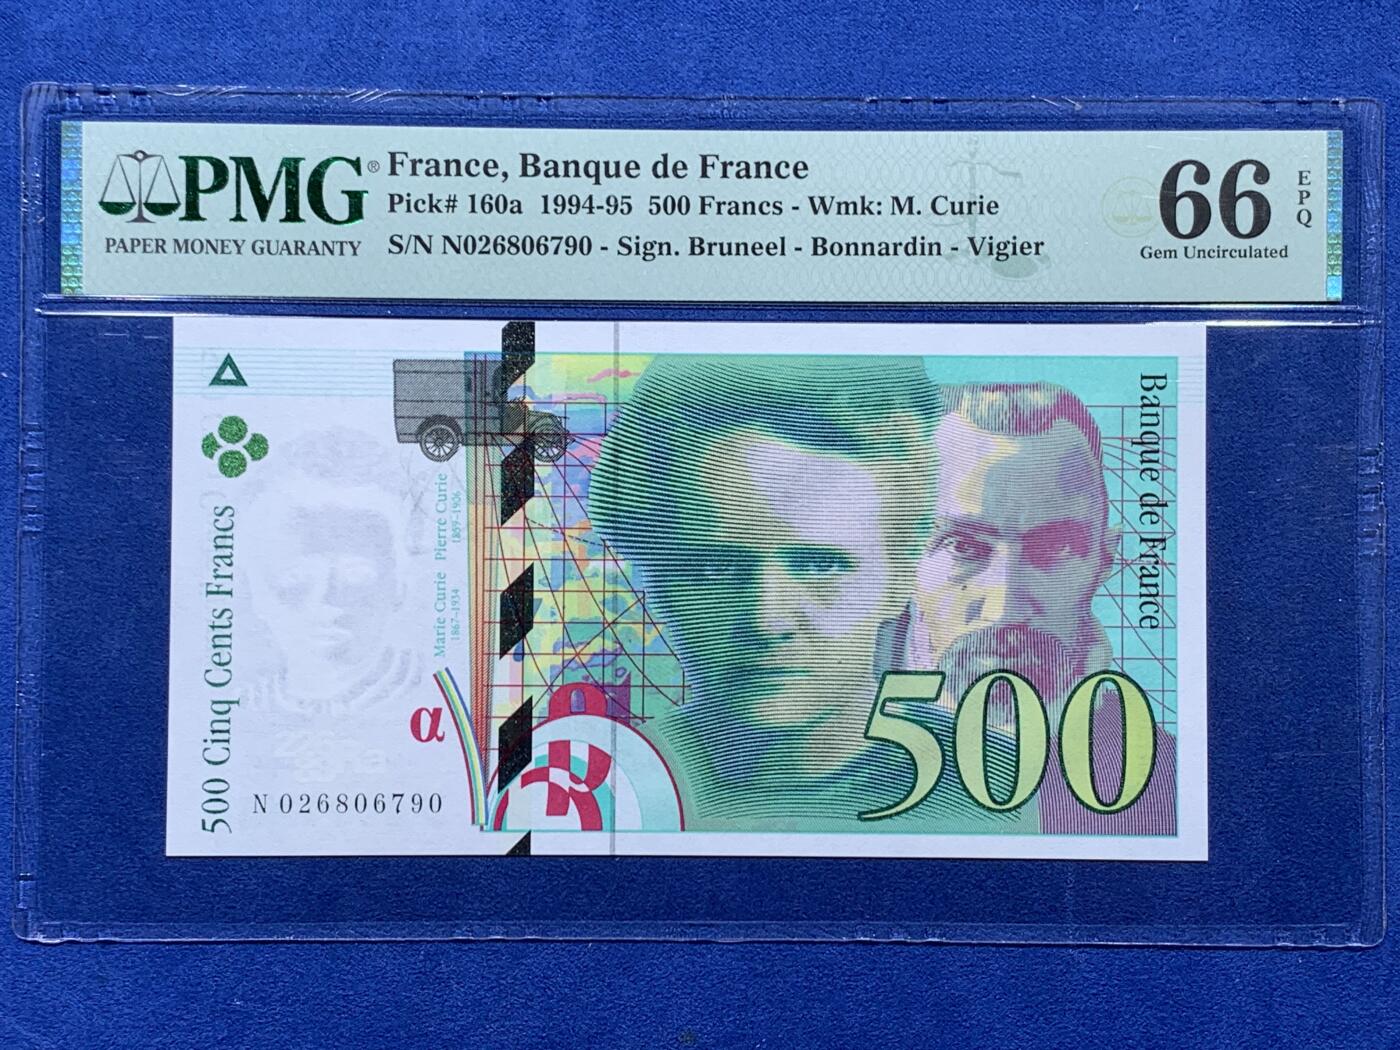 PMG®
PAPER MONEY GUARANTY
France, Banque de France
Pick# 160a 1994-95 500 Francs - Wmk: M. Curie
S/N N026806790 - Sign. Bruneel - Bonnardin - Vigier
66
EPQ
Gem Uncirculated
500 Cinq Cents Francs
Marie Curie
1867-1934
Pierre Curie
1859-1906
α
N 026806790
Banque de France
500